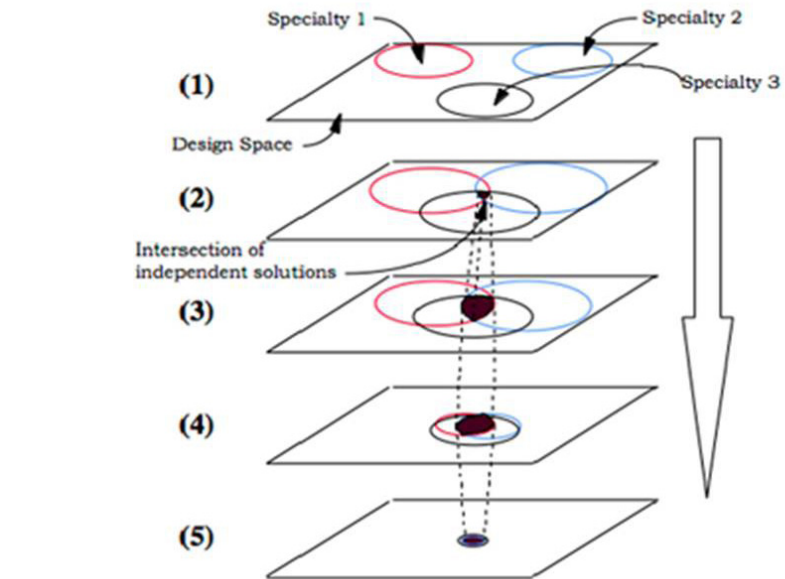 Specialty 1
Specialty 2
(1)
Specialty 3
Design Space
(2)
Intersection of
independent solutions
(3)
(4)
(5)